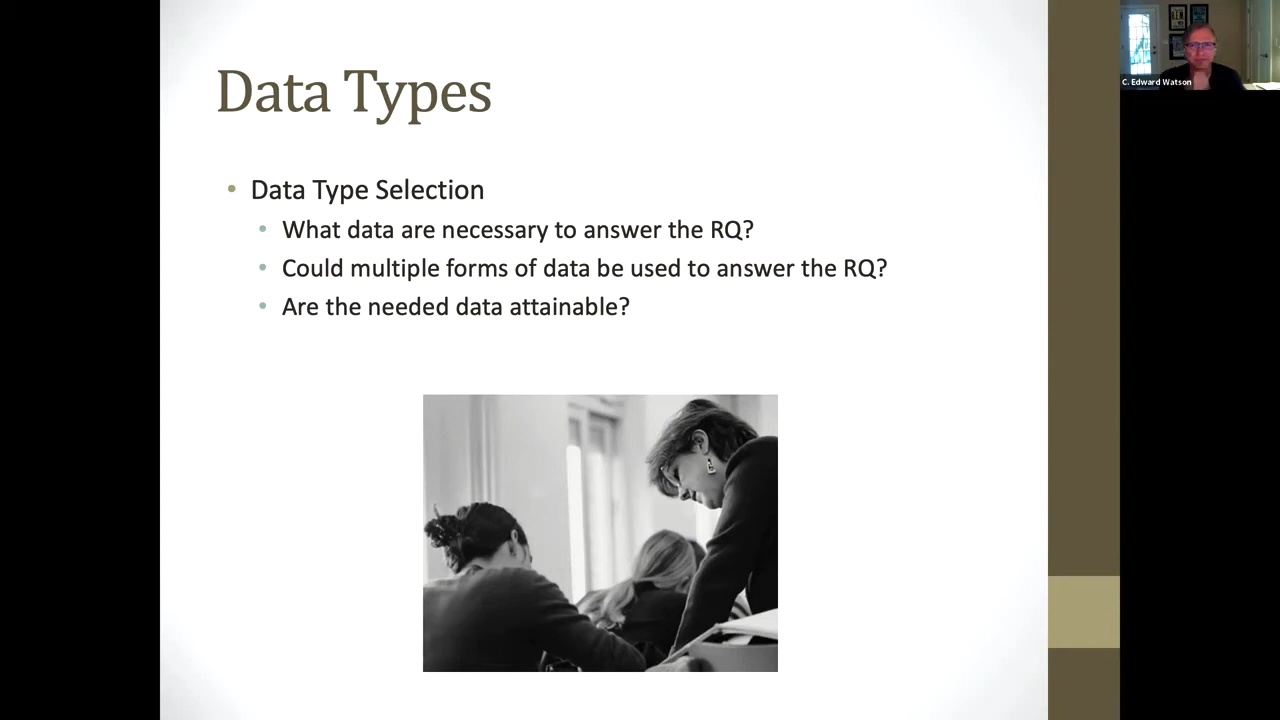 Data Types
Data Type Selection
What data are necessary to answer the RQ?
Could multiple forms of data be used to answer the RQ?
Are the needed data attainable?
C. Edward Watson